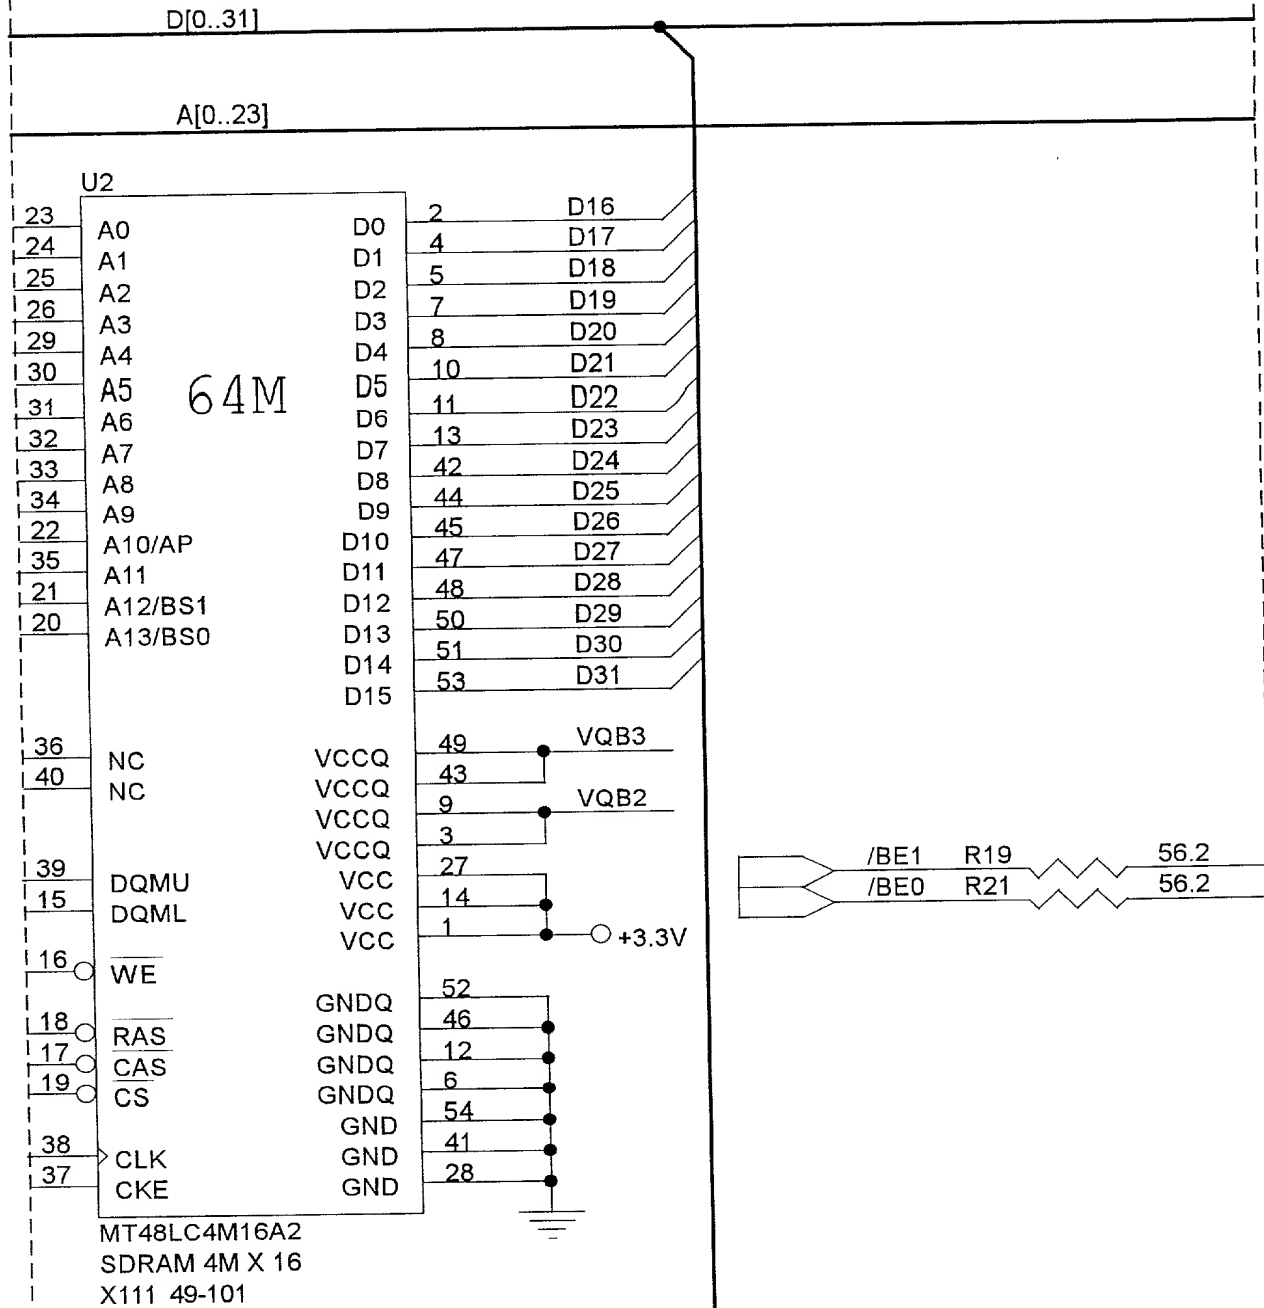 D[0..31]
A[0..23]
U2
23 A0 D0 2 D16
24 A1 D1 4 D17
25 A2 D2 5 D18
26 A3 D3 7 D19
29 A4 D4 8 D20
30 A5 D5 10 D21
64M
31 A6 D6 11 D22
32 A7 D7 13 D23
33 A8 D8 42 D24
34 A9 D9 44 D25
22 A10/AP D10 45 D26
35 A11 D11 47 D27
21 A12/BS1 D12 48 D28
20 A13/BS0 D13 50 D29
D14 51 D30
D15 53 D31
36 NC VCCQ 49 VQB3
40 NC VCCQ 43
VCCQ 9 VQB2
VCCQ 3
39 DQMU VCC 27
15 DQML VCC 14
VCC 1 +3.3V
16 WE
GNDQ 52
18 RAS GNDQ 46
17 CAS GNDQ 12
19 CS GNDQ 6
GND 54
38 CLK GND 41
37 CKE GND 28
MT48LC4M16A2
SDRAM 4M X 16
X111 49-101
/BE1 R19 56.2
/BE0 R21 56.2